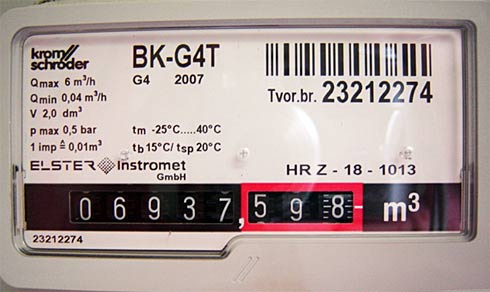 krom
schröder
BK-G4T
G4 2007
Qmax 6 m³/h
Qmin 0,04 m³/h
V 2,0 dm³
p max 0,5 bar
tm -25°C.....40°C
1 imp ≙ 0,01m³
tb 15°C/ tsp 20°C
Tvor.br. 23212274
ELSTER Instromet
GmbH
HR Z - 18 - 1013
06937,598 m³
23212274